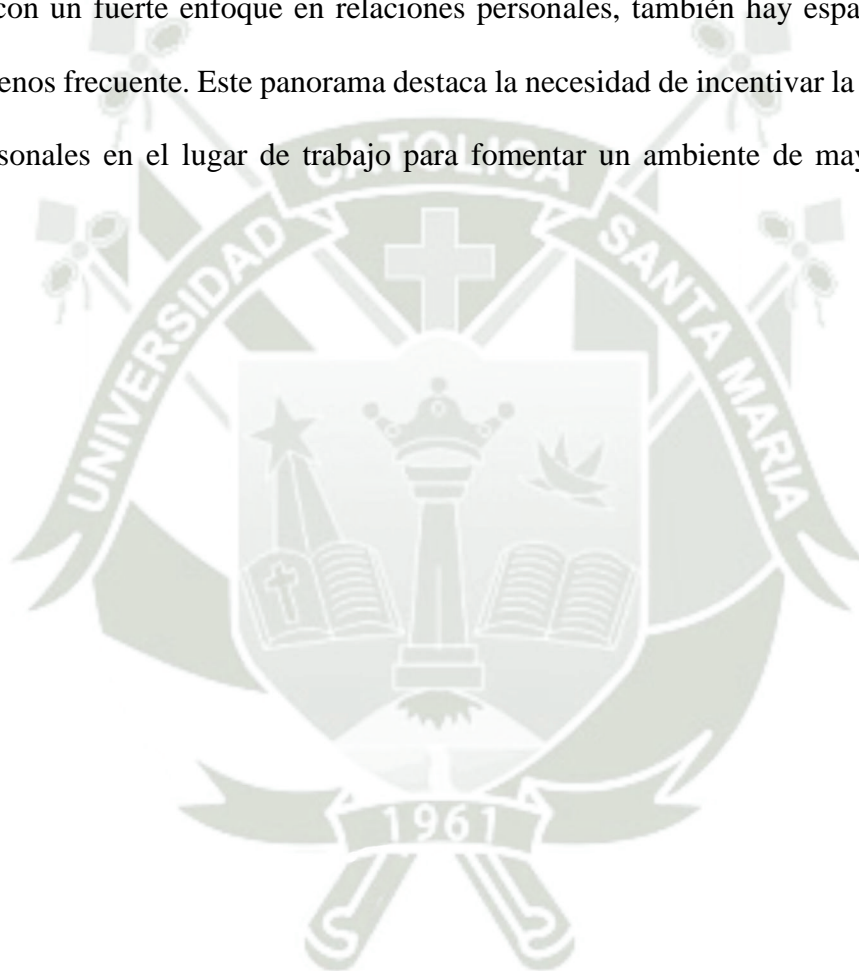 con un fuerte enfoque en relaciones personales, también hay espa
enos frecuente. Este panorama destaca la necesidad de incentivar la
sonales en el lugar de trabajo para fomentar un ambiente de may
UNIVERSIDAD CATOLICA SANTA MARIA
1961